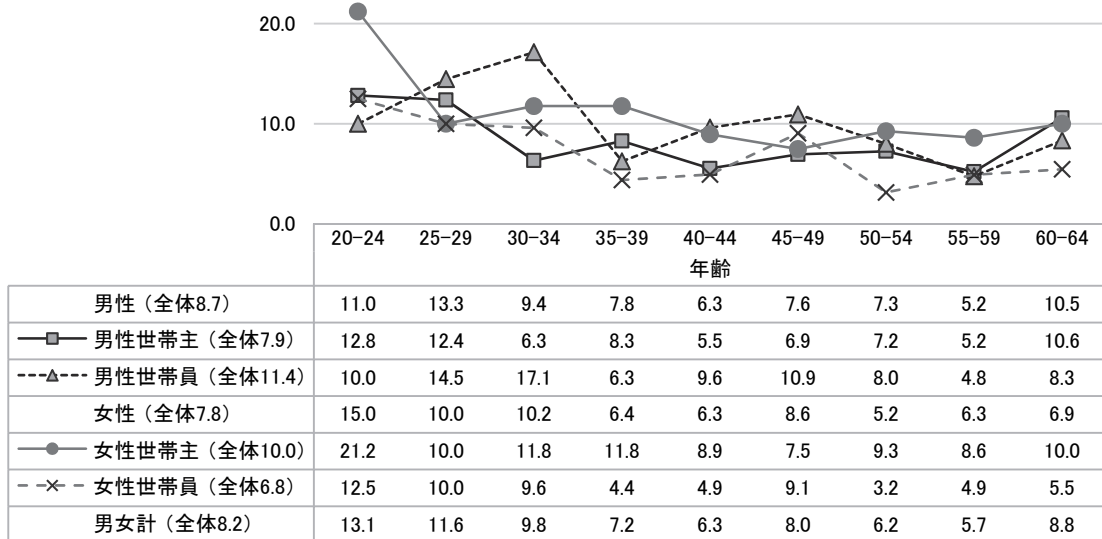 20.0
10.0
0.0
20-24 25-29 30-34 35-39 40-44 45-49 50-54 55-59 60-64
年齢
男性（全体8.7） 11.0 13.3 9.4 7.8 6.3 7.6 7.3 5.2 10.5
男性世帯主（全体7.9） 12.8 12.4 6.3 8.3 5.5 6.9 7.2 5.2 10.6
男性世帯員（全体11.4） 10.0 14.5 17.1 6.3 9.6 10.9 8.0 4.8 8.3
女性（全体7.8） 15.0 10.0 10.2 6.4 6.3 8.6 5.2 6.3 6.9
女性世帯主（全体10.0） 21.2 10.0 11.8 11.8 8.9 7.5 9.3 8.6 10.0
女性世帯員（全体6.8） 12.5 10.0 9.6 4.4 4.9 9.1 3.2 4.9 5.5
男女計（全体8.2） 13.1 11.6 9.8 7.2 6.3 8.0 6.2 5.7 8.8